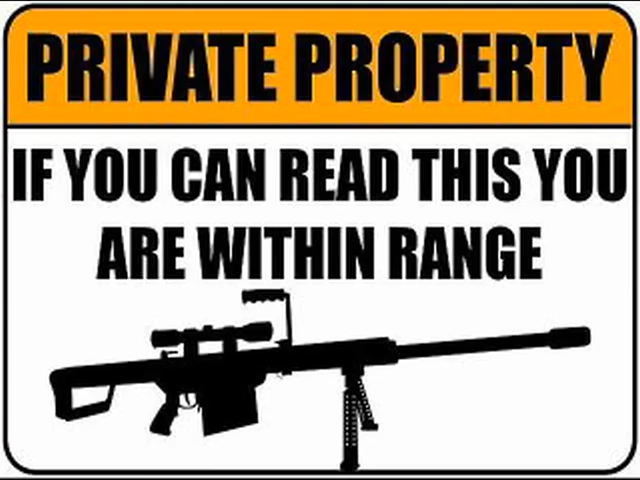 PRIVATE PROPERTY
IF YOU CAN READ THIS YOU
ARE WITHIN RANGE